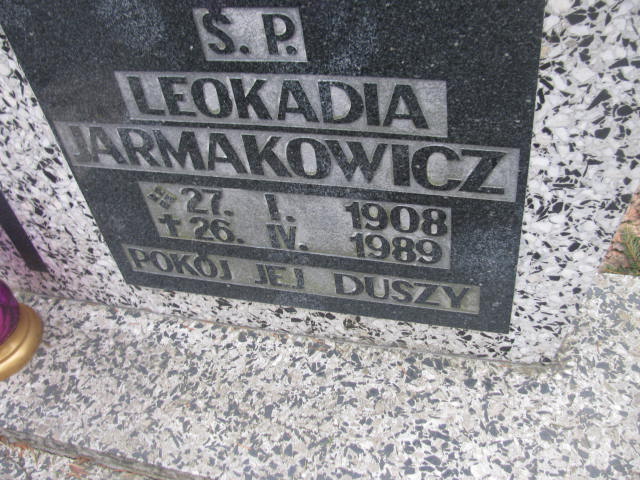 Ś. P.
LEOKADIA
JARMAKOWICZ
27. I. 1908
✝ 26. IV. 1989
POKÓJ JEJ DUSZY